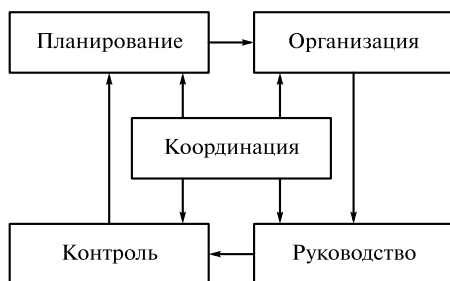 Планирование
Организация
Координация
Контроль
Руководство